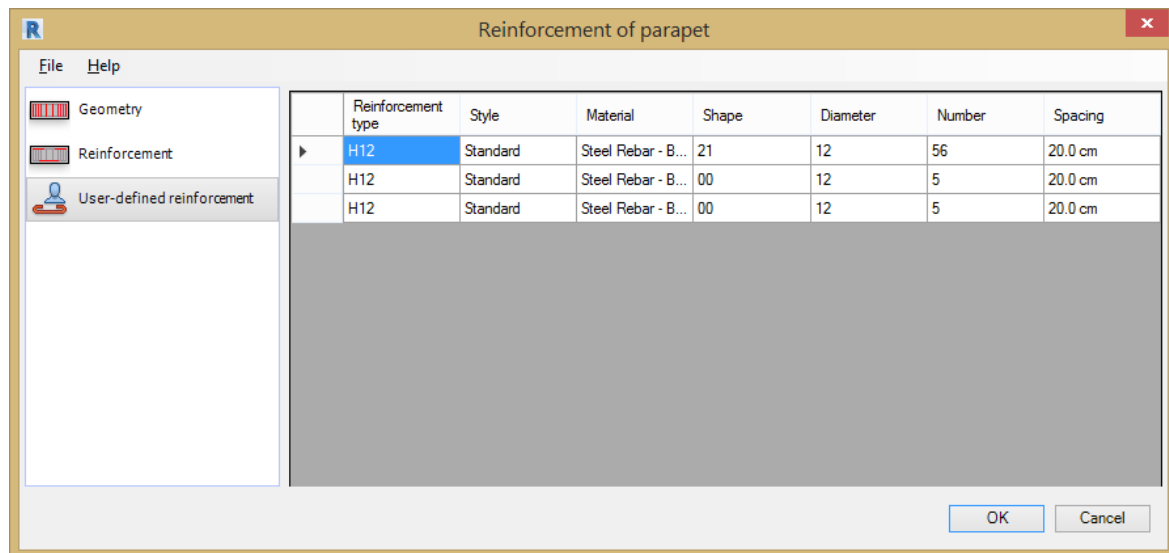 R
Reinforcement of parapet
x
File Help
Geometry
Reinforcement
User-defined reinforcement
Reinforcement type Style Material Shape Diameter Number Spacing
H12 Standard Steel Rebar - B... 21 12 56 20.0 cm
H12 Standard Steel Rebar - B... 00 12 5 20.0 cm
H12 Standard Steel Rebar - B... 00 12 5 20.0 cm
OK Cancel